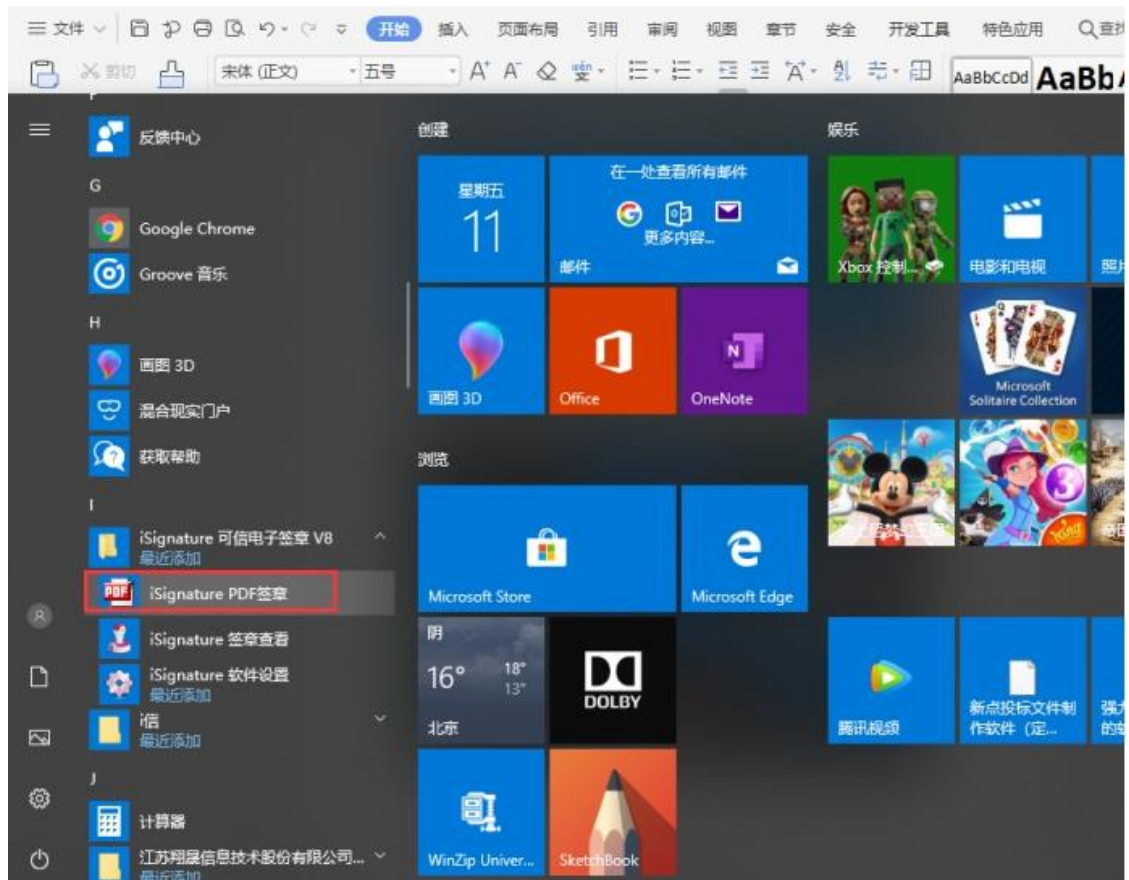 文件
开始
插入
页面布局
引用
审阅
视图
章节
安全
开发工具
特色应用
剪切
宋体 (正文)
五号
A+
A-
AaBbCcDd
反馈中心
G
Google Chrome
Groove 音乐
H
画图 3D
混合现实门户
获取帮助
I
iSignature 可信电子签章 V8
最近添加
iSignature PDF签章
iSignature 签章查看
iSignature 软件设置
最近添加
i信
最近添加
J
计算器
江苏翔晟信息技术股份有限公司...
最近添加
创建
星期五
11
在一处查看所有邮件
更多内容...
邮件
画图 3D
Office
OneNote
浏览
Microsoft Store
Microsoft Edge
阴
16°
18°
13°
北京
DOLBY
WinZip Univer...
SketchBook
娱乐
Xbox 控制...
电影和电视
Microsoft
Solitaire Collection
3
King
腾讯视频
新点投标文件制
作软件（定...